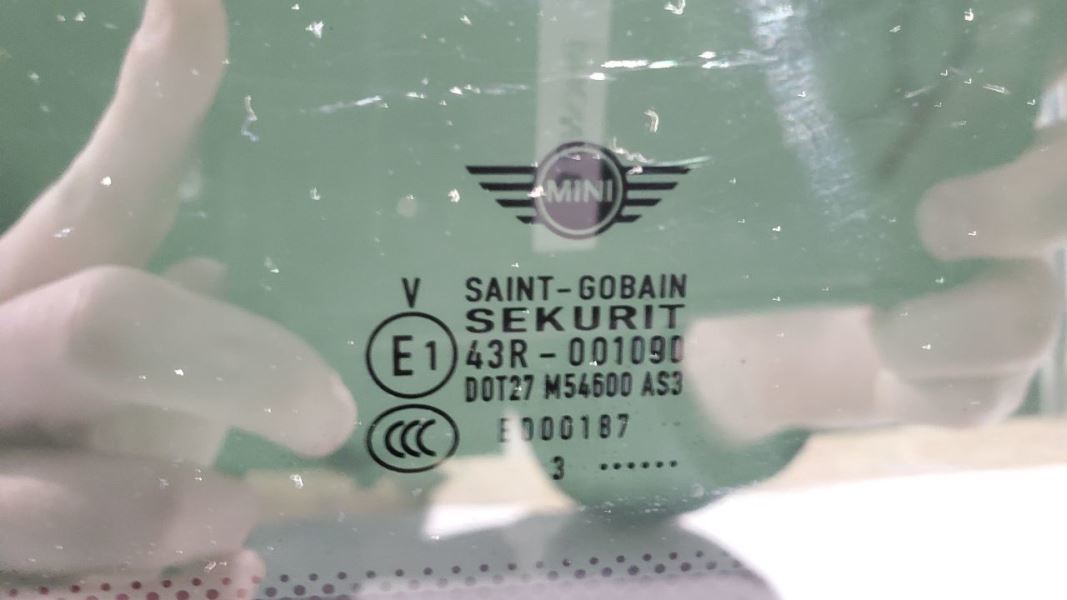 MINI
V
SAINT-GOBAIN
SEKURIT
E1
43R - 001090
DOT27 M54600 AS3
CCC
E000187
3 ••••••